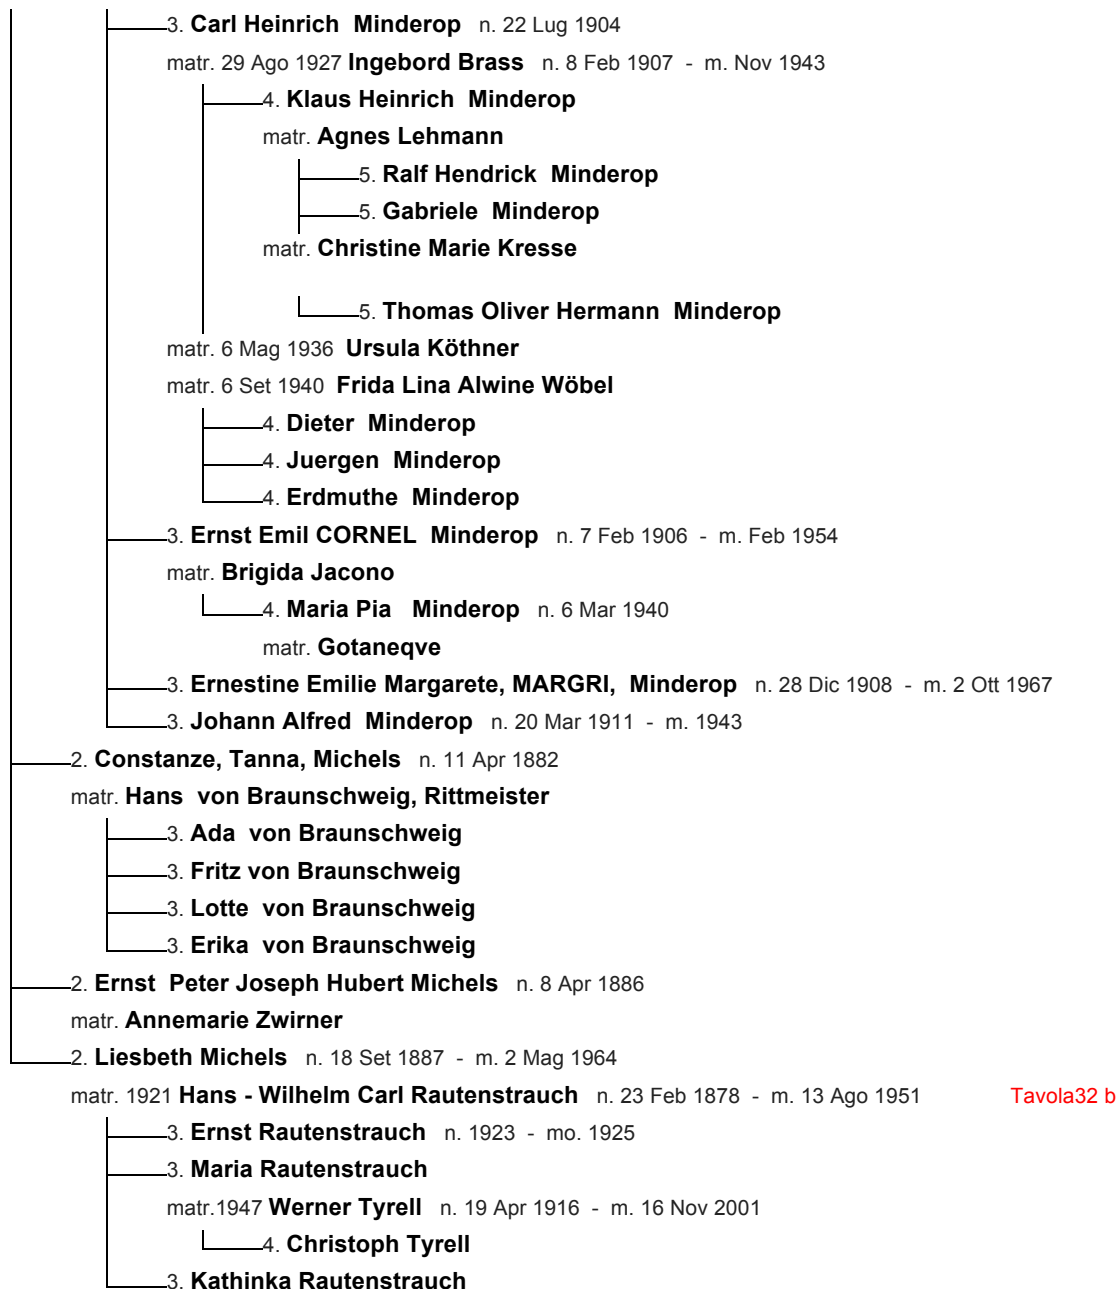 3. Carl Heinrich Minderop n. 22 Lug 1904
matr. 29 Ago 1927 Ingebord Brass n. 8 Feb 1907 - m. Nov 1943
4. Klaus Heinrich Minderop
matr. Agnes Lehmann
5. Ralf Hendrick Minderop
5. Gabriele Minderop
matr. Christine Marie Kresse
5. Thomas Oliver Hermann Minderop
matr. 6 Mag 1936 Ursula Köthner
matr. 6 Set 1940 Frida Lina Alwine Wöbel
4. Dieter Minderop
4. Juergen Minderop
4. Erdmuthe Minderop
3. Ernst Emil CORNEL Minderop n. 7 Feb 1906 - m. Feb 1954
matr. Brigida Jacono
4. Maria Pia Minderop n. 6 Mar 1940
matr. Gotaneqve
3. Ernestine Emilie Margarete, MARGRI, Minderop n. 28 Dic 1908 - m. 2 Ott 1967
3. Johann Alfred Minderop n. 20 Mar 1911 - m. 1943
2. Constanze, Tanna, Michels n. 11 Apr 1882
matr. Hans von Braunschweig, Rittmeister
3. Ada von Braunschweig
3. Fritz von Braunschweig
3. Lotte von Braunschweig
3. Erika von Braunschweig
2. Ernst Peter Joseph Hubert Michels n. 8 Apr 1886
matr. Annemarie Zwirner
2. Liesbeth Michels n. 18 Set 1887 - m. 2 Mag 1964
matr. 1921 Hans - Wilhelm Carl Rautenstrauch n. 23 Feb 1878 - m. 13 Ago 1951 Tavola32 b
3. Ernst Rautenstrauch n. 1923 - mo. 1925
3. Maria Rautenstrauch
matr.1947 Werner Tyrell n. 19 Apr 1916 - m. 16 Nov 2001
4. Christoph Tyrell
3. Kathinka Rautenstrauch